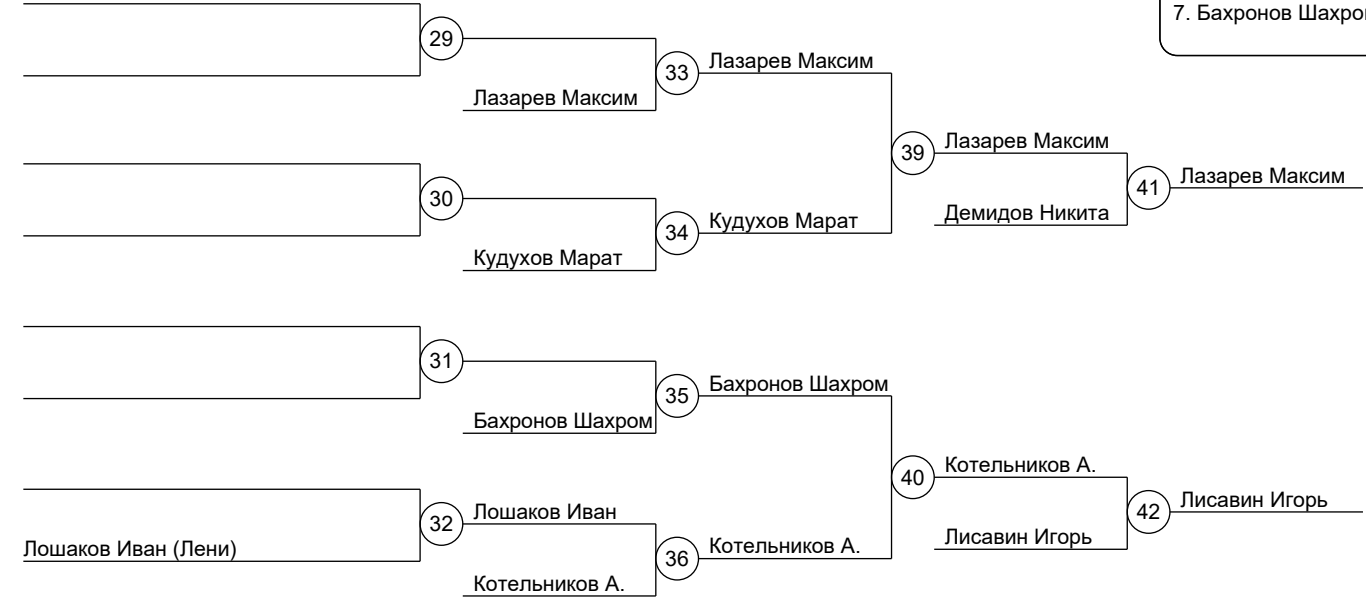 7. Бахронов Шахром
29
33
Лазарев Максим
Лазарев Максим
39
Лазарев Максим
41
Лазарев Максим
30
34
Кудухов Марат
Демидов Никита
Кудухов Марат
31
35
Бахронов Шахром
Бахронов Шахром
40
Котельников А.
42
Лисавин Игорь
32
Лошаков Иван
Лошаков Иван (Лени)
36
Котельников А.
Лисавин Игорь
Котельников А.